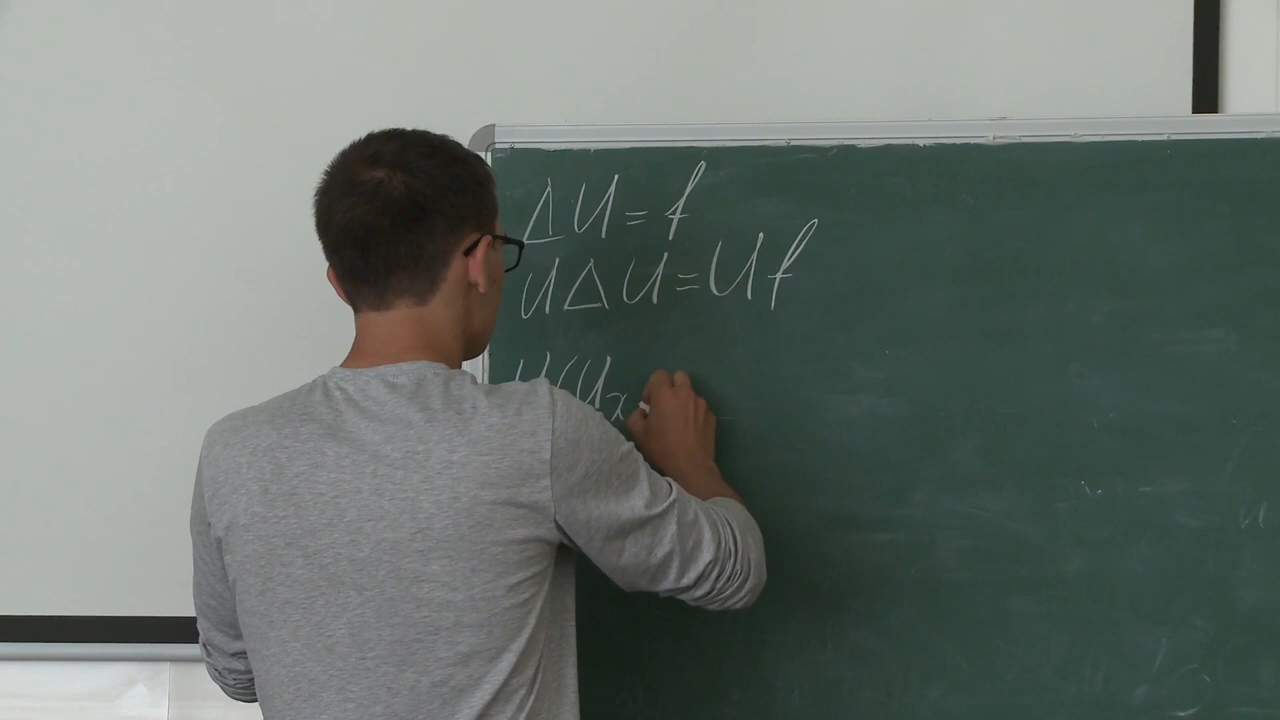 ΔU = f
UΔU = Uf
U(Ux